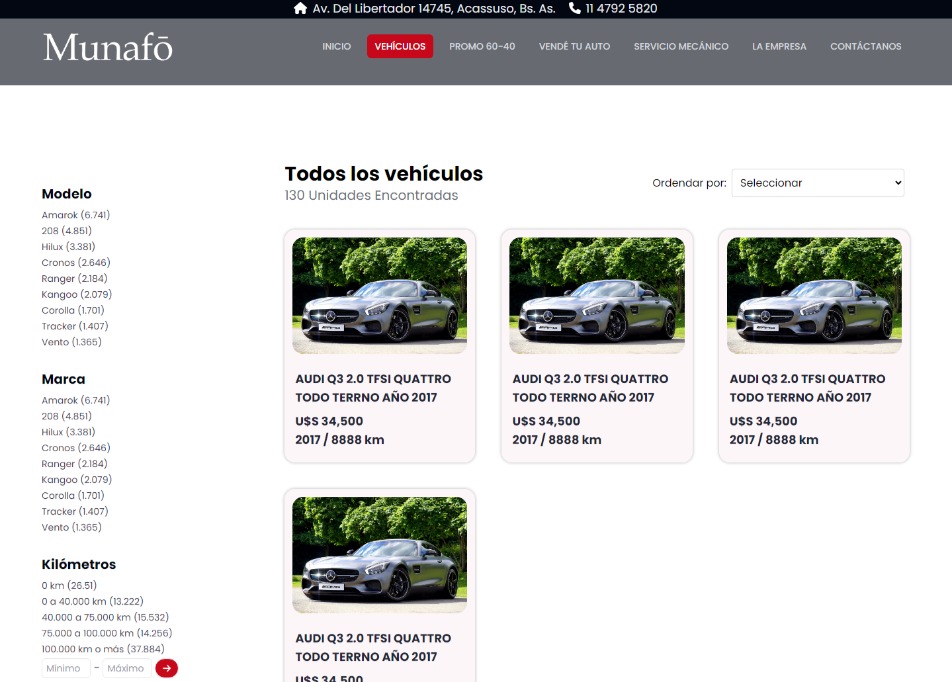 Av. Del Libertador 14745, Acassuso, Bs. As. 11 4792 5820
Munafō
INICIO
VEHÍCULOS
PROMO 60-40
VENDÉ TU AUTO
SERVICIO MECÁNICO
LA EMPRESA
CONTÁCTANOS
Modelo
Amarok (6.741)
208 (4.851)
Hilux (3.381)
Cronos (2.646)
Ranger (2.184)
Kangoo (2.079)
Corolla (1.701)
Tracker (1.407)
Vento (1.365)
Marca
Amarok (6.741)
208 (4.851)
Hilux (3.381)
Cronos (2.646)
Ranger (2.184)
Kangoo (2.079)
Corolla (1.701)
Tracker (1.407)
Vento (1.365)
Kilómetros
0 km (26.51)
0 a 40.000 km (13.222)
40.000 a 75.000 km (15.532)
75.000 a 100.000 km (14.256)
100.000 km o más (37.884)
Minimo – Máximo
Todos los vehículos
130 Unidades Encontradas
Ordendar por: Seleccionar
AUDI Q3 2.0 TFSI QUATTRO
TODO TERRNO AÑO 2017
U$S 34,500
2017 / 8888 km
AUDI Q3 2.0 TFSI QUATTRO
TODO TERRNO AÑO 2017
U$S 34,500
2017 / 8888 km
AUDI Q3 2.0 TFSI QUATTRO
TODO TERRNO AÑO 2017
U$S 34,500
2017 / 8888 km
AUDI Q3 2.0 TFSI QUATTRO
TODO TERRNO AÑO 2017
U$S 34,500